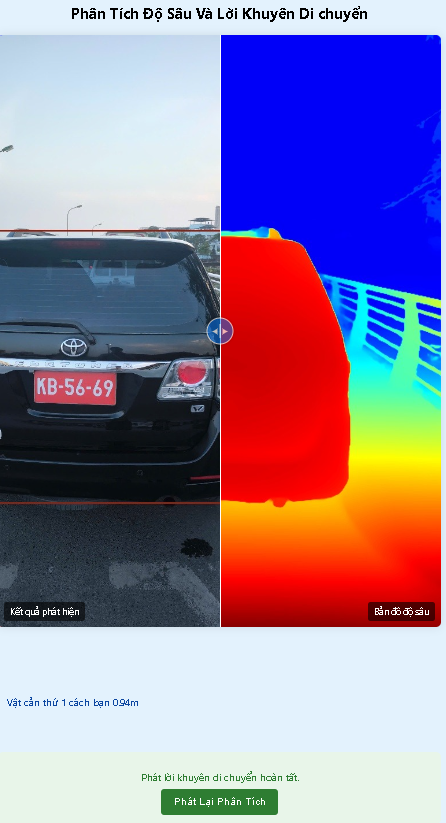 Phân Tích Độ Sâu Và Lời Khuyên Di chuyển
FORTUNER
KB-56-69
V
Kết quả phát hiện
Bản đồ độ sâu
Vật cản thứ 1 cách bạn 0.94m
Phát lời khuyên di chuyển hoàn tất.
Phát Lại Phân Tích